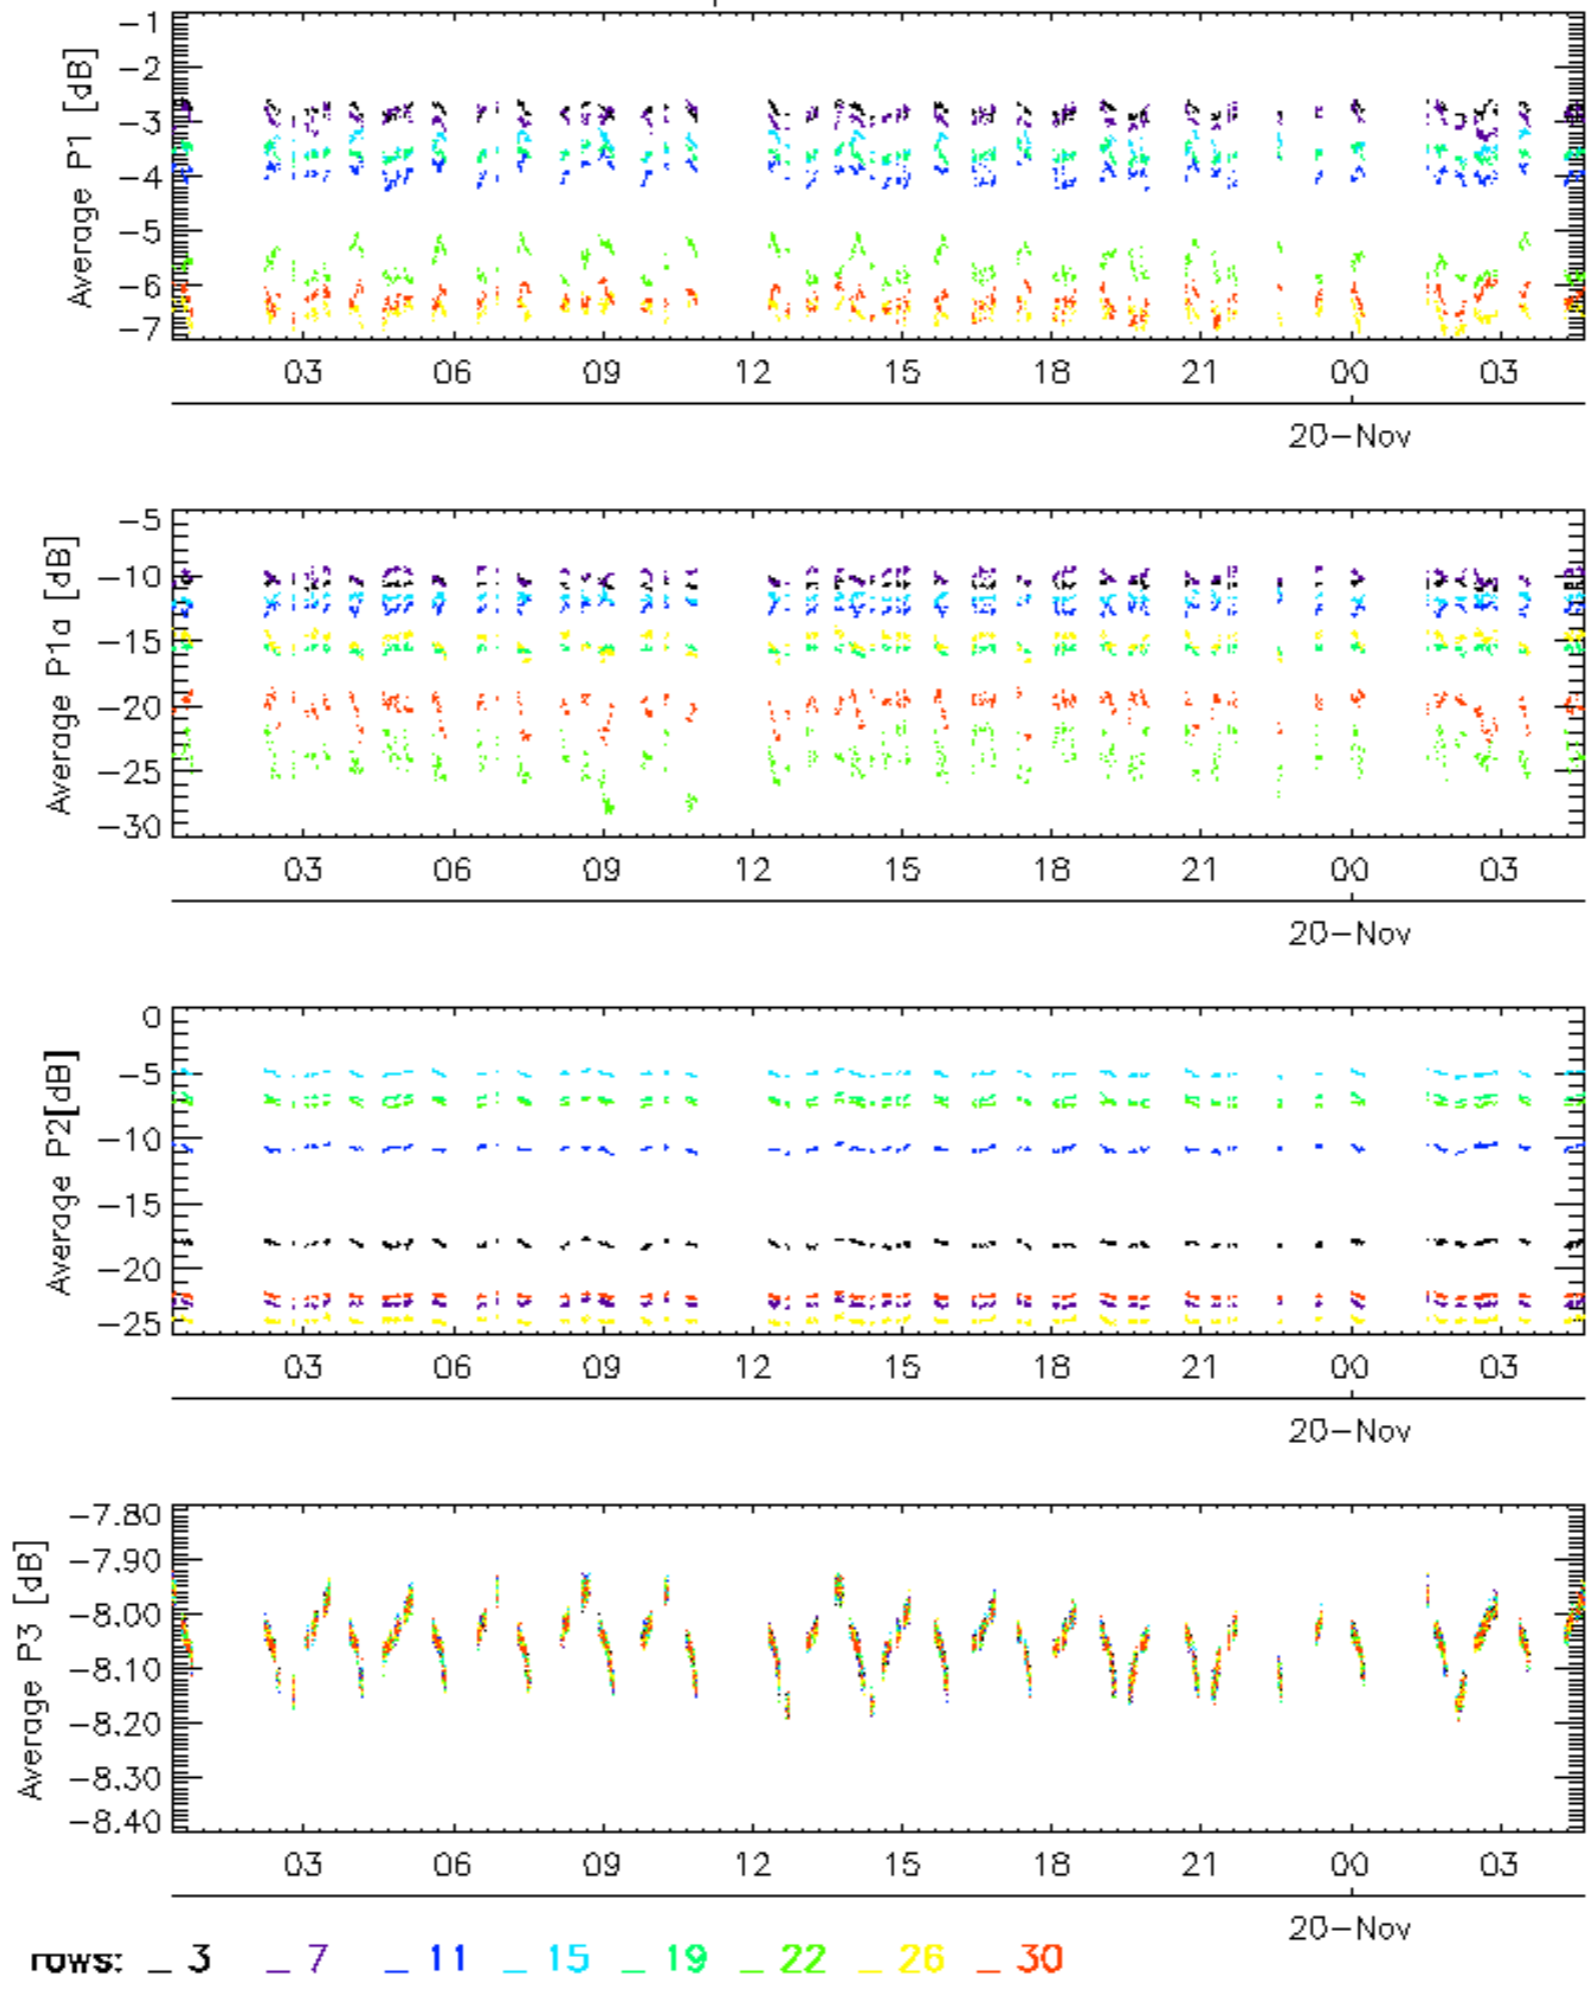 Average P1 [dB]
-1
-2
-3
-4
-5
-6
-7
03 06 09 12 15 18 21 00 03
20-Nov
Average P1a [dB]
-5
-10
-15
-20
-25
-30
03 06 09 12 15 18 21 00 03
20-Nov
Average P2[dB]
0
-5
-10
-15
-20
-25
03 06 09 12 15 18 21 00 03
20-Nov
Average P3 [dB]
-7.80
-7.90
-8.00
-8.10
-8.20
-8.30
-8.40
03 06 09 12 15 18 21 00 03
20-Nov
rows: _ 3 _ 7 _ 11 _ 15 _ 19 _ 22 _ 26 _ 30